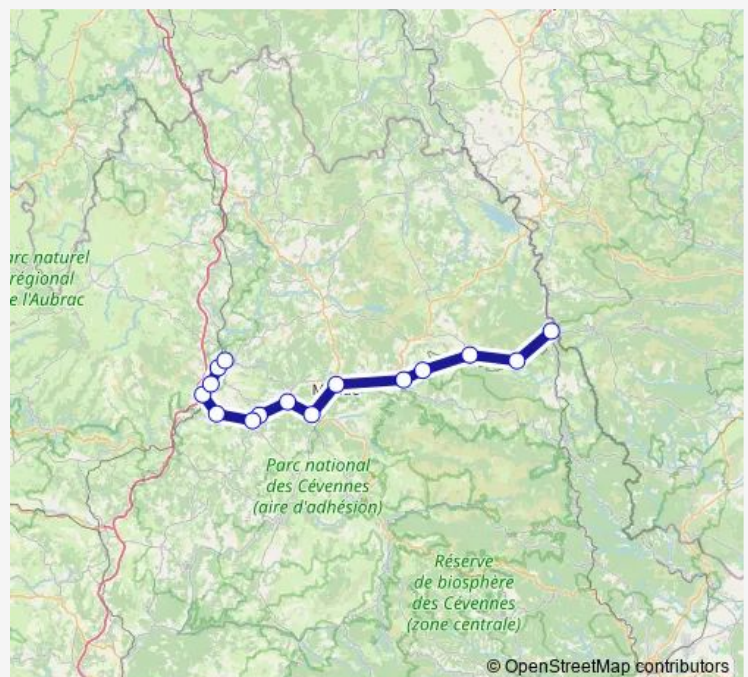 arc naturel
régional
e l'Aubrac
Parc national
des Cévennes
(aire d'adhésion)
Réserve
de biosphère
des Cévennes
(zone centrale)
© OpenStreetMap contributors